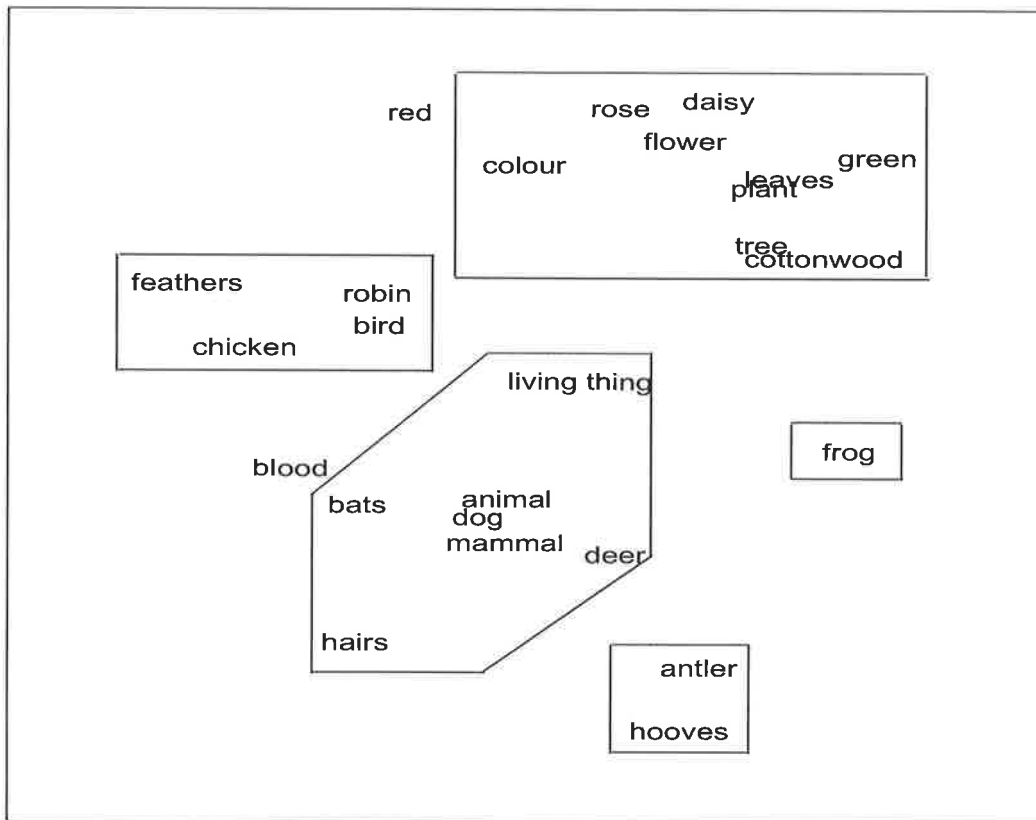 daisy
rose
red
flower
green
colour
leaves
plant
tree
cottonwood
feathers
robin
bird
chicken
living thing
frog
blood
animal
bats
dog
mammal
deer
hairs
antler
hooves